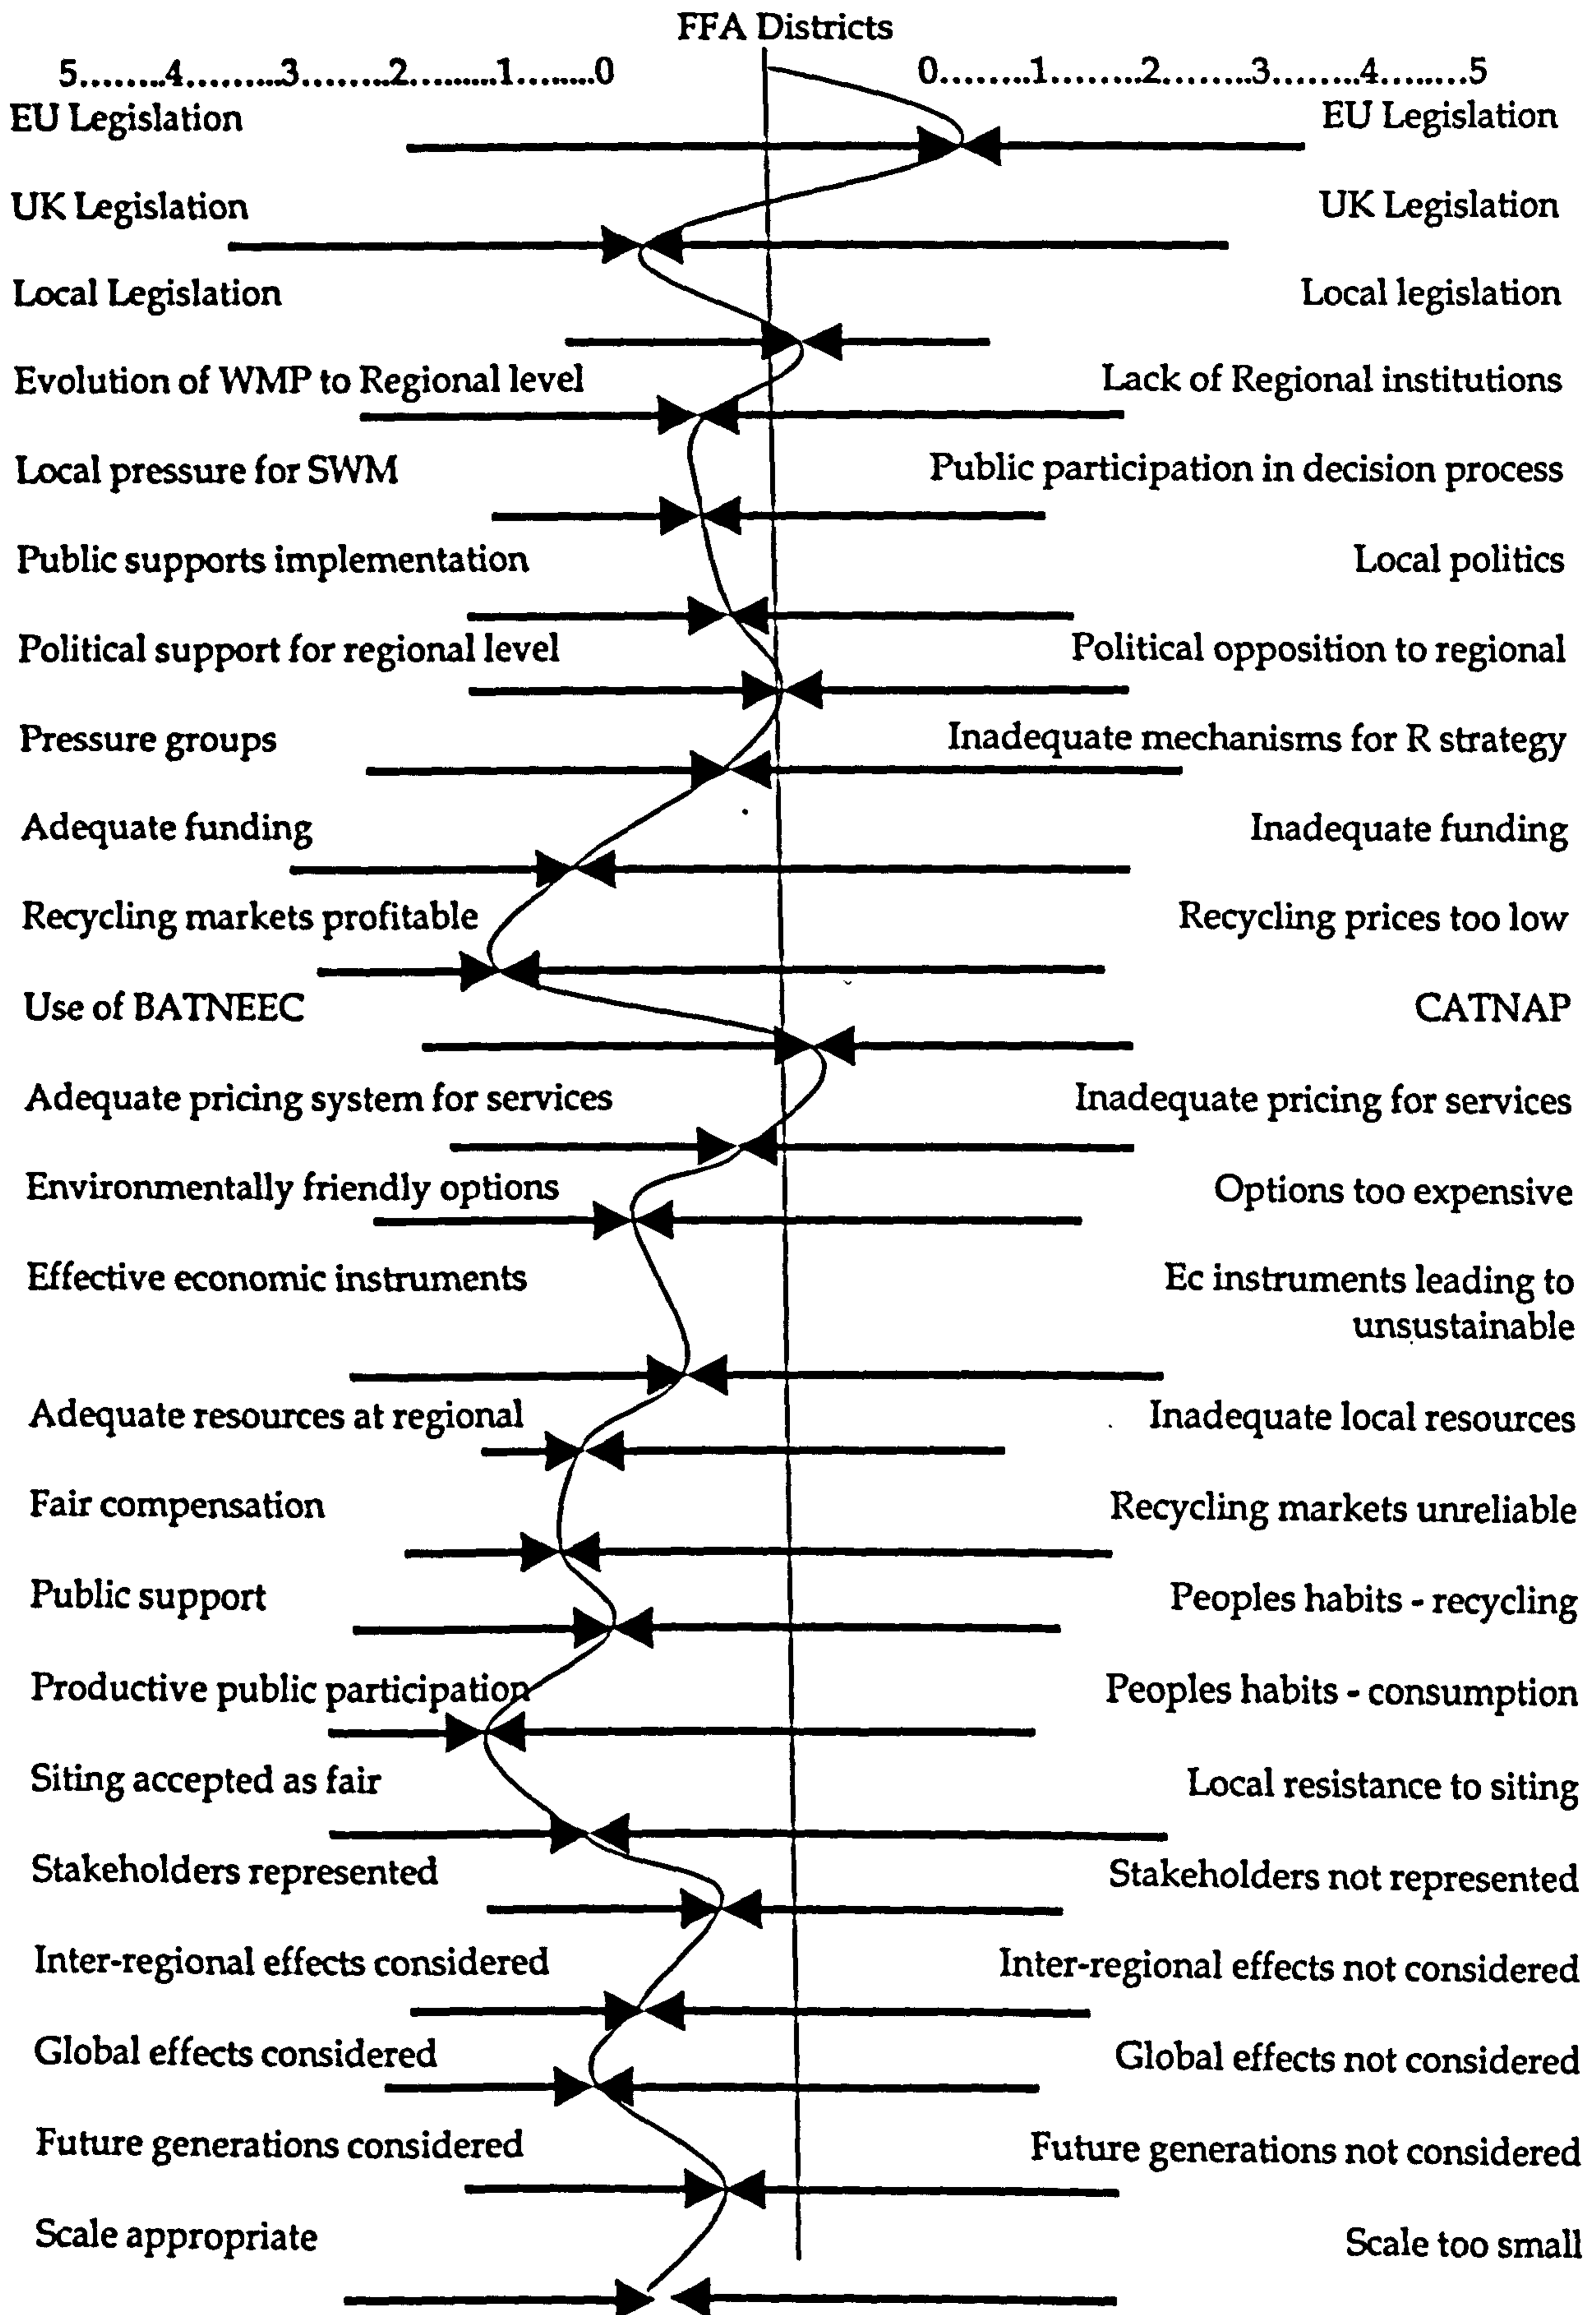 FFA Districts
5........4..........3.........2..........1.........0 0........1.........2.........3.........4........5
EU Legislation EU Legislation
UK Legislation UK Legislation
Local Legislation Local legislation
Evolution of WMP to Regional level Lack of Regional institutions
Local pressure for SWM Public participation in decision process
Public supports implementation Local politics
Political support for regional level Political opposition to regional
Pressure groups Inadequate mechanisms for R strategy
Adequate funding Inadequate funding
Recycling markets profitable Recycling prices too low
Use of BATNEEC CATNAP
Adequate pricing system for services Inadequate pricing for services
Environmentally friendly options Options too expensive
Effective economic instruments Ec instruments leading to
unsustainable
Adequate resources at regional Inadequate local resources
Fair compensation Recycling markets unreliable
Public support Peoples habits - recycling
Productive public participation Peoples habits - consumption
Siting accepted as fair Local resistance to siting
Stakeholders represented Stakeholders not represented
Inter-regional effects considered Inter-regional effects not considered
Global effects considered Global effects not considered
Future generations considered Future generations not considered
Scale appropriate Scale too small